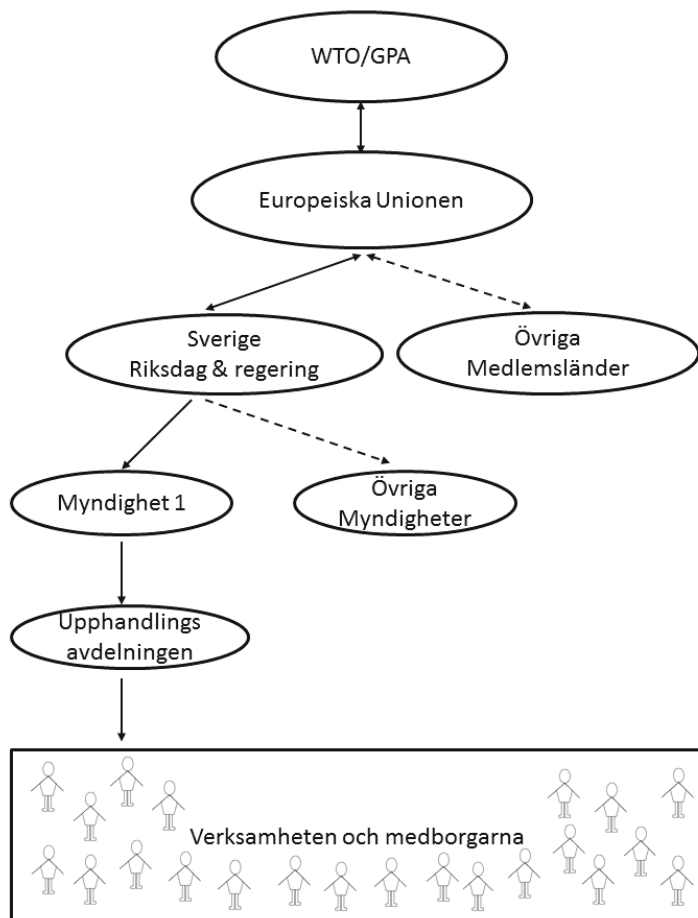 WTO/GPA
Europeiska Unionen
Sverige
Riksdag & regering
Övriga
Medlemsländer
Myndighet 1
Övriga
Myndigheter
Upphandlings
avdelningen
Verksamheten och medborgarna